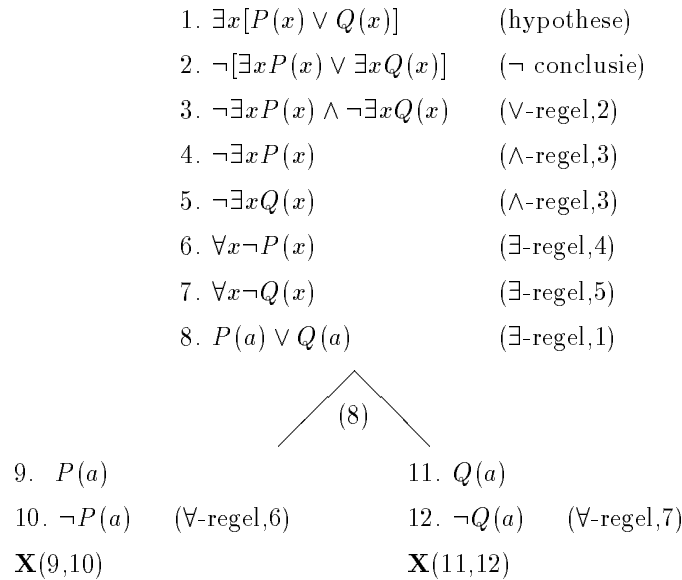 1. ∃x[P(x) ∨ Q(x)] (hypothese)
2. ¬[∃xP(x) ∨ ∃xQ(x)] (¬ conclusie)
3. ¬∃xP(x) ∧ ¬∃xQ(x) (∨-regel,2)
4. ¬∃xP(x) (∧-regel,3)
5. ¬∃xQ(x) (∧-regel,3)
6. ∀x¬P(x) (∃-regel,4)
7. ∀x¬Q(x) (∃-regel,5)
8. P(a) ∨ Q(a) (∃-regel,1)
(8)
9. P(a) 11. Q(a)
10. ¬P(a) (∀-regel,6) 12. ¬Q(a) (∀-regel,7)
X(9,10) X(11,12)